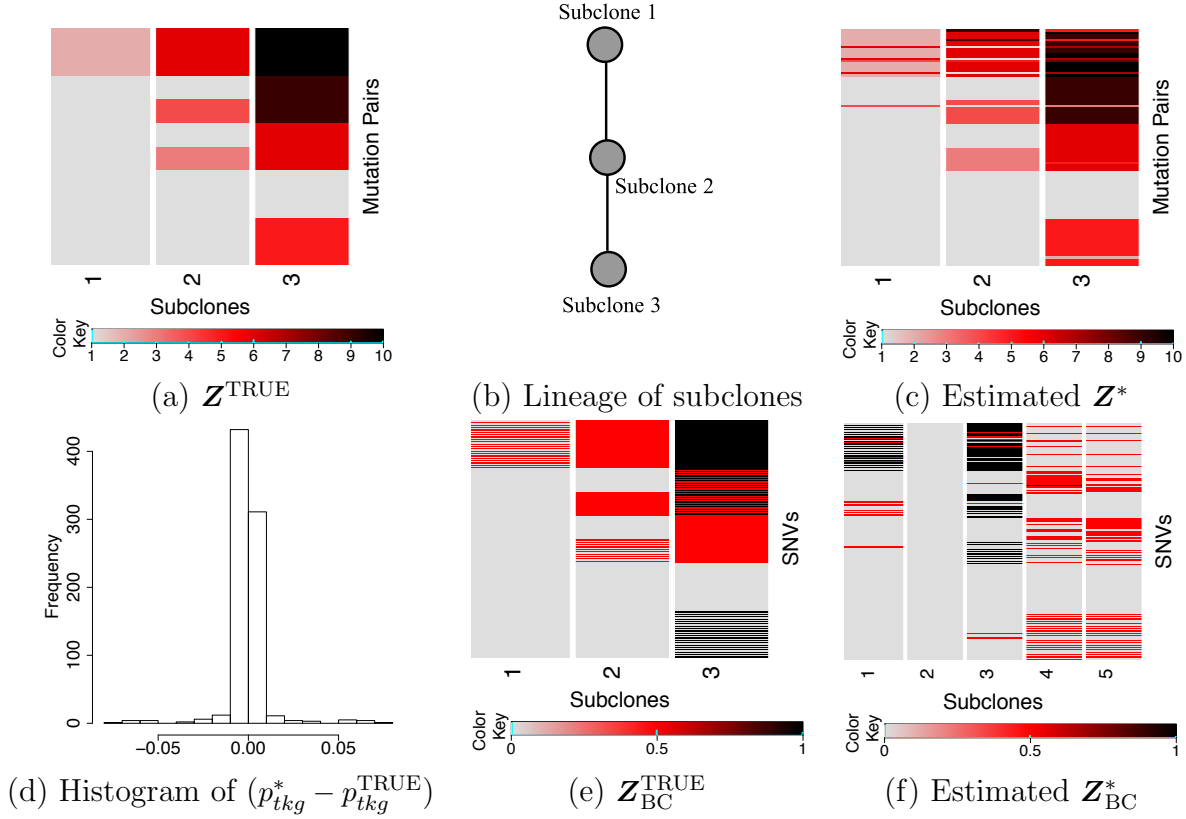 Mutation Pairs
1 2 3
Subclones
Color Key
1 2 3 4 5 6 7 8 9 10
(a) Z^TRUE
Subclone 1
Subclone 2
Subclone 3
(b) Lineage of subclones
Mutation Pairs
1 2 3
Subclones
Color Key
1 2 3 4 5 6 7 8 9 10
(c) Estimated Z*
Frequency
0 100 200 300 400
−0.05 0.00 0.05
(d) Histogram of (p*_tkg − p^TRUE_tkg)
SNVs
1 2 3
Subclones
Color Key
0 0.5 1
(e) Z^TRUE_BC
SNVs
1 2 3 4 5
Subclones
Color Key
0 0.5 1
(f) Estimated Z*_BC